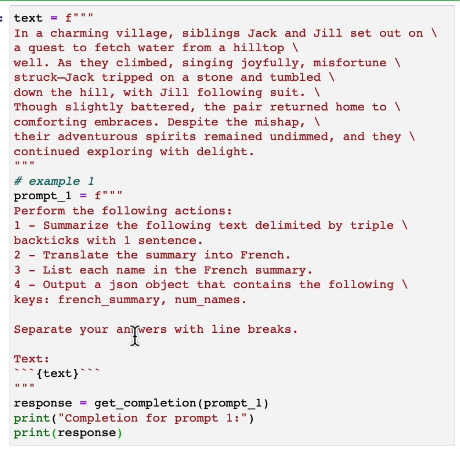 : text = f"""
In a charming village, siblings Jack and Jill set out on \
a quest to fetch water from a hilltop \
well. As they climbed, singing joyfully, misfortune \
struck—Jack tripped on a stone and tumbled \
down the hill, with Jill following suit. \
Though slightly battered, the pair returned home to \
comforting embraces. Despite the mishap, \
their adventurous spirits remained undimmed, and they \
continued exploring with delight.
"""
# example 1
prompt_1 = f"""
Perform the following actions:
1 - Summarize the following text delimited by triple \
backticks with 1 sentence.
2 - Translate the summary into French.
3 - List each name in the French summary.
4 - Output a json object that contains the following \
keys: french_summary, num_names.

Separate your answers with line breaks.

Text:
```{text}```
"""
response = get_completion(prompt_1)
print("Completion for prompt 1:")
print(response)